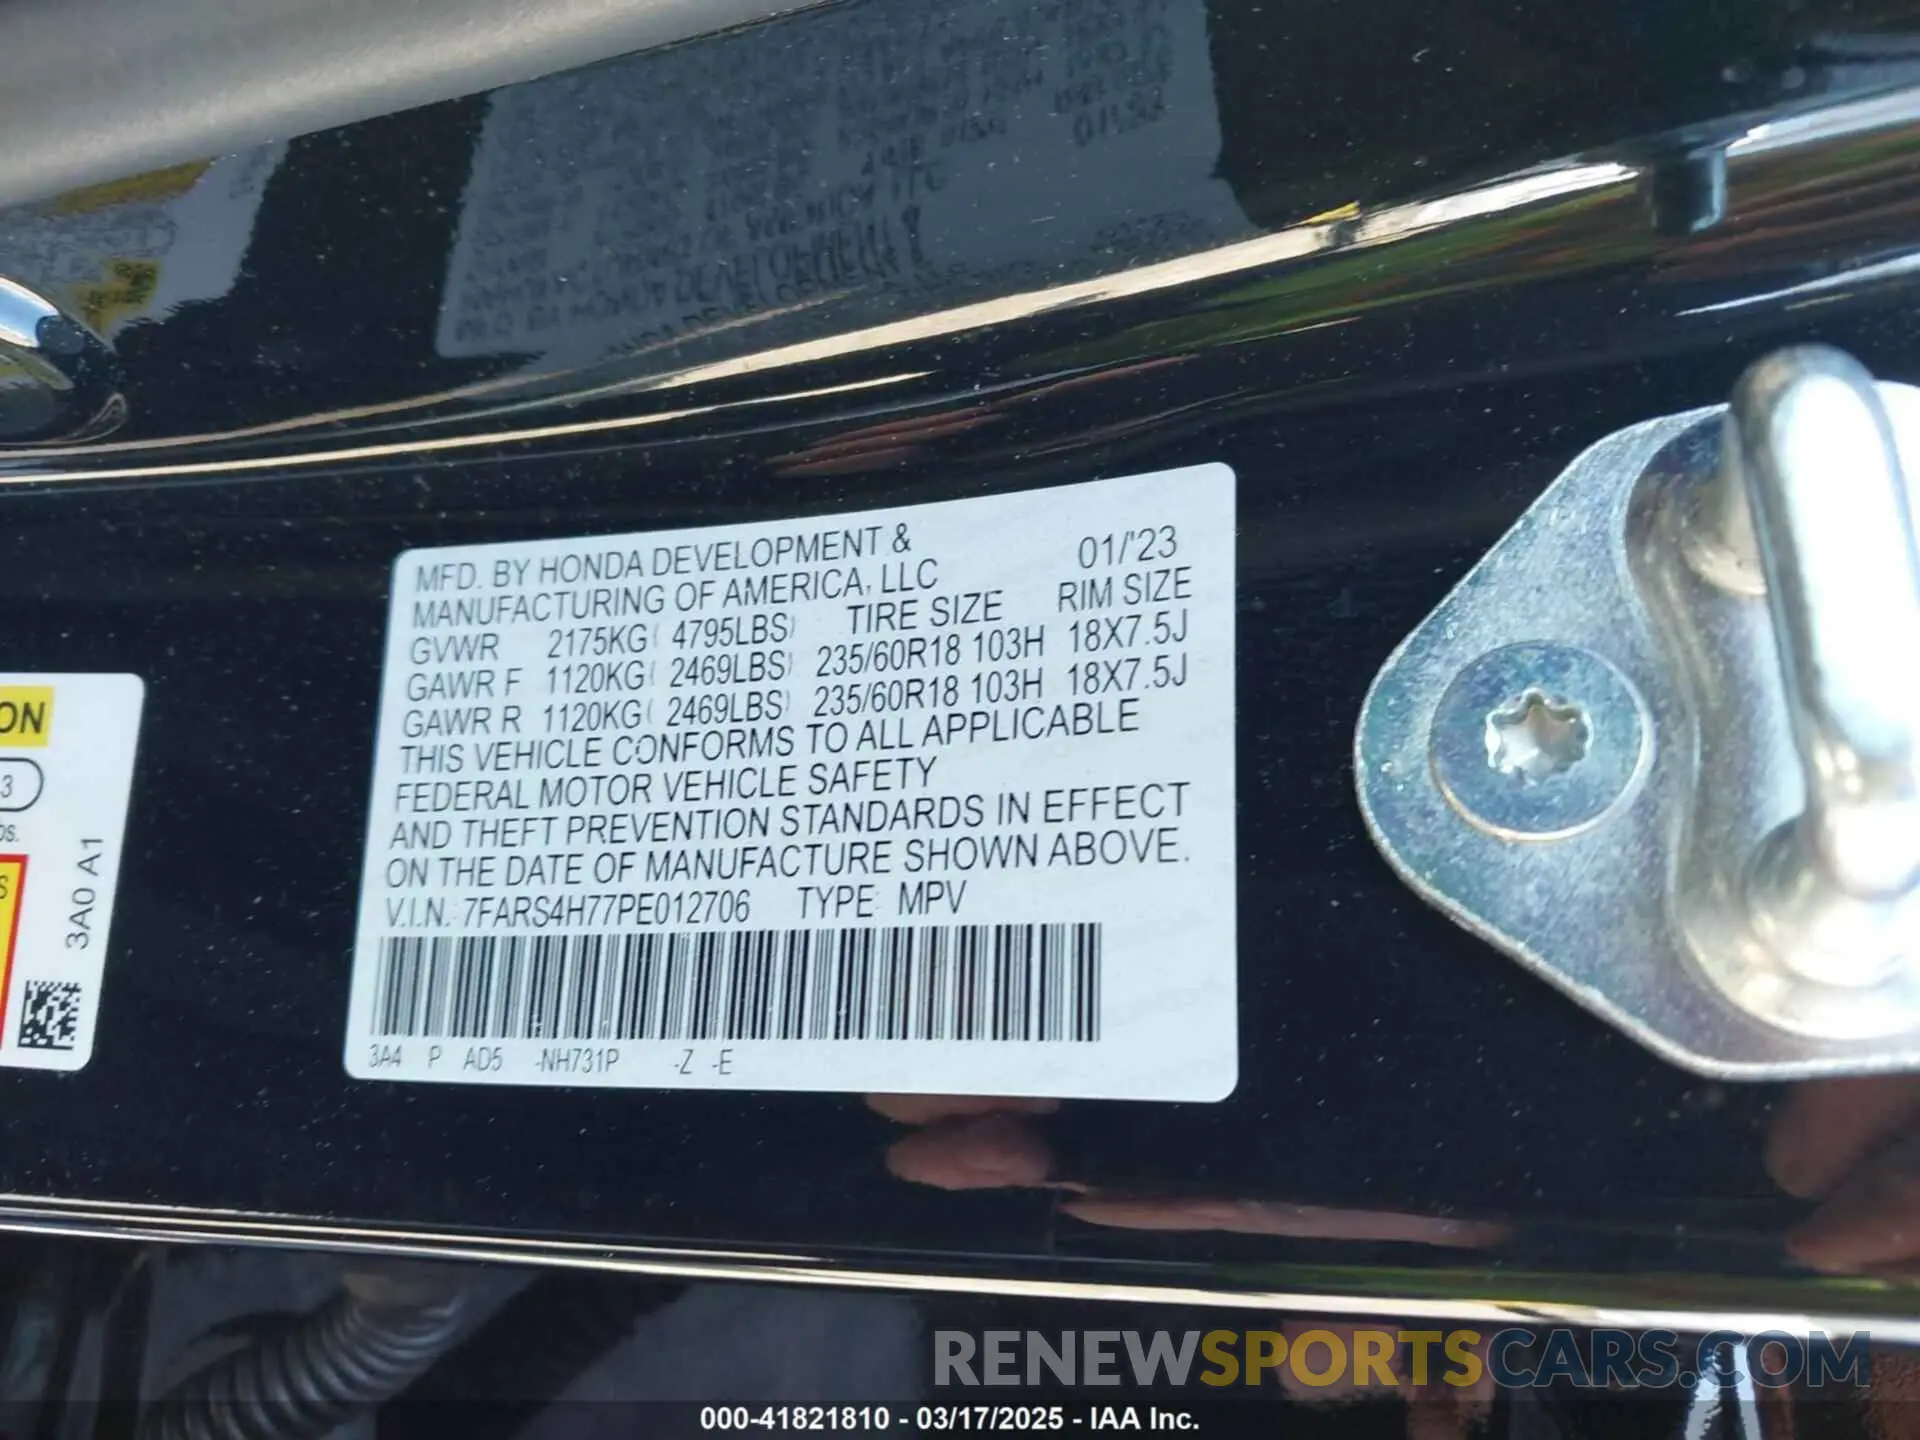 MFD. BY HONDA DEVELOPMENT &
MANUFACTURING OF AMERICA, LLC 01/'23
GVWR 2175KG( 4795LBS) TIRE SIZE RIM SIZE
GAWR F 1120KG( 2469LBS) 235/60R18 103H 18X7.5J
GAWR R 1120KG( 2469LBS) 235/60R18 103H 18X7.5J
THIS VEHICLE CONFORMS TO ALL APPLICABLE
FEDERAL MOTOR VEHICLE SAFETY
AND THEFT PREVENTION STANDARDS IN EFFECT
ON THE DATE OF MANUFACTURE SHOWN ABOVE.
V.I.N. 7FARS4H77PE012706 TYPE: MPV
3A4 P AD5 -NH731P -Z -E
ON
3
3A0 A1
RENEWSPORTSCARS.COM
000-41821810 - 03/17/2025 - IAA Inc.